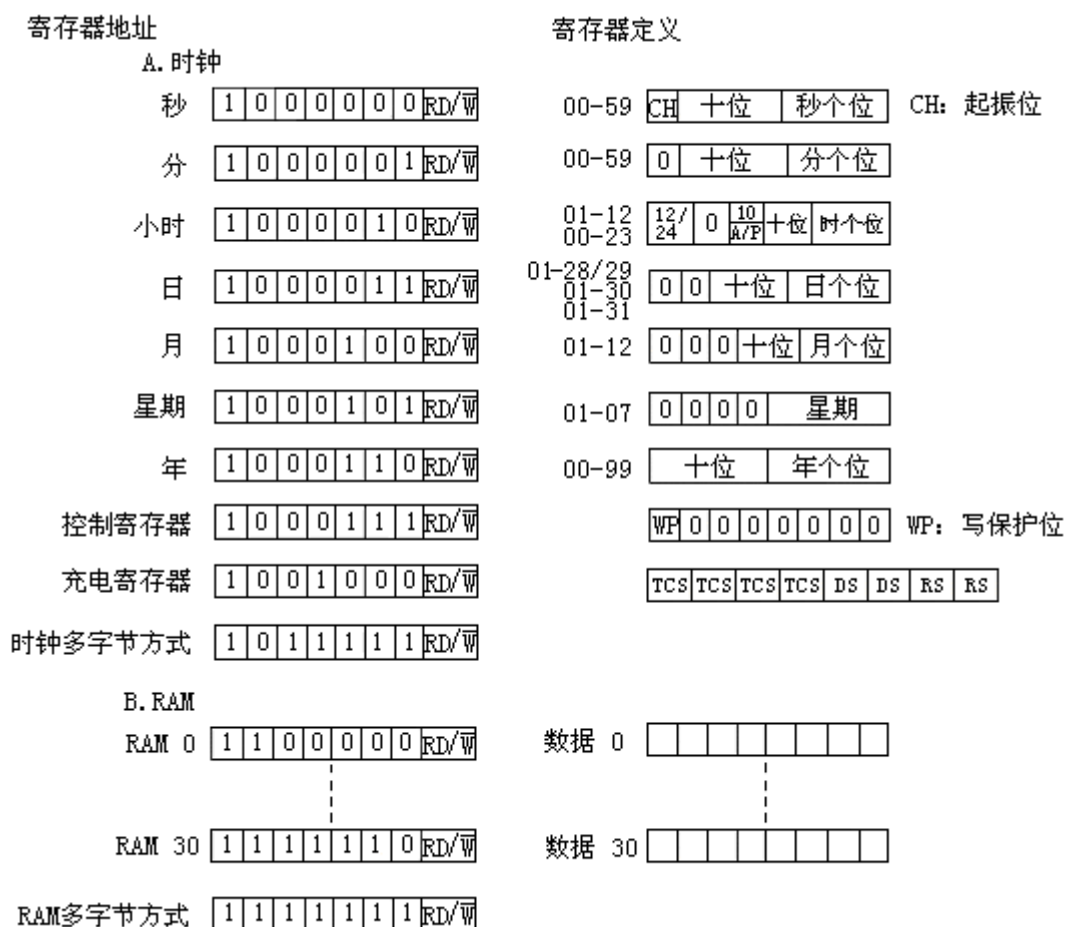 寄存器地址 寄存器定义
A.时钟
秒 1 0 0 0 0 0 0 RD/W̅ 00-59 CH 十位 秒个位 CH: 起振位
分 1 0 0 0 0 0 1 RD/W̅ 00-59 0 十位 分个位
小时 1 0 0 0 0 1 0 RD/W̅ 01-12 00-23 12/24 0 10 A/P 十位 时个位
日 1 0 0 0 0 1 1 RD/W̅ 01-28/29 01-30 01-31 0 0 十位 日个位
月 1 0 0 0 1 0 0 RD/W̅ 01-12 0 0 0 十位 月个位
星期 1 0 0 0 1 0 1 RD/W̅ 01-07 0 0 0 0 星期
年 1 0 0 0 1 1 0 RD/W̅ 00-99 十位 年个位
控制寄存器 1 0 0 0 1 1 1 RD/W̅ WP 0 0 0 0 0 0 0 WP: 写保护位
充电寄存器 1 0 0 1 0 0 0 RD/W̅ TCS TCS TCS TCS DS DS RS RS
时钟多字节方式 1 0 1 1 1 1 1 RD/W̅
B.RAM
RAM 0 1 1 0 0 0 0 0 RD/W̅ 数据 0
RAM 30 1 1 1 1 1 1 0 RD/W̅ 数据 30
RAM多字节方式 1 1 1 1 1 1 1 RD/W̅